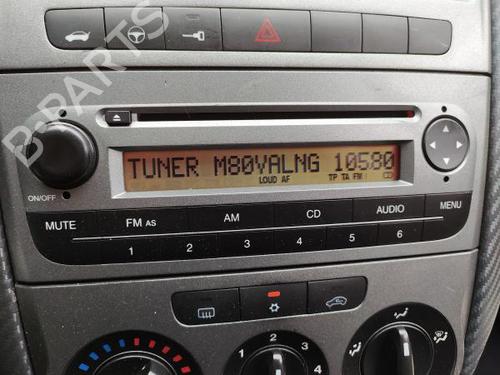 B-PARTS
TUNER M80VALNG 10580
LOUD AF TP TA FM CD
ON/OFF
MUTE FM AS AM CD AUDIO MENU
1 2 3 4 5 6
1 2 3 4